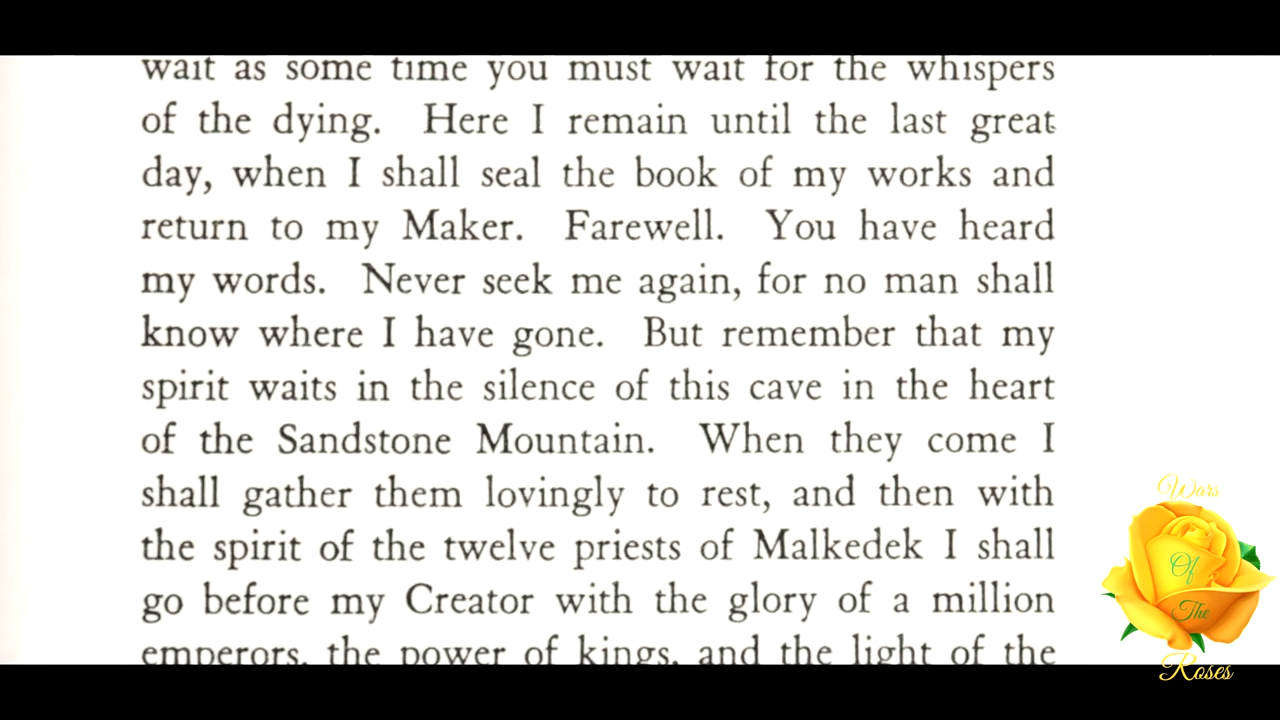 wait as some time you must wait for the whispers
of the dying. Here I remain until the last great
day, when I shall seal the book of my works and
return to my Maker. Farewell. You have heard
my words. Never seek me again, for no man shall
know where I have gone. But remember that my
spirit waits in the silence of this cave in the heart
of the Sandstone Mountain. When they come I
shall gather them lovingly to rest, and then with
the spirit of the twelve priests of Malkedek I shall
go before my Creator with the glory of a million
emperors, the power of kings, and the light of the
Wars
Of
The
Roses